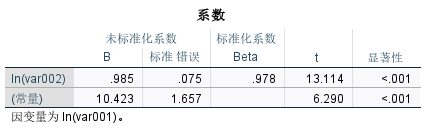 系数
未标准化系数 标准化系数
B 标准 错误 Beta t 显著性
ln(var002) .985 .075 .978 13.114 <.001
(常量) 10.423 1.657 6.290 <.001
因变量为 ln(var001)。